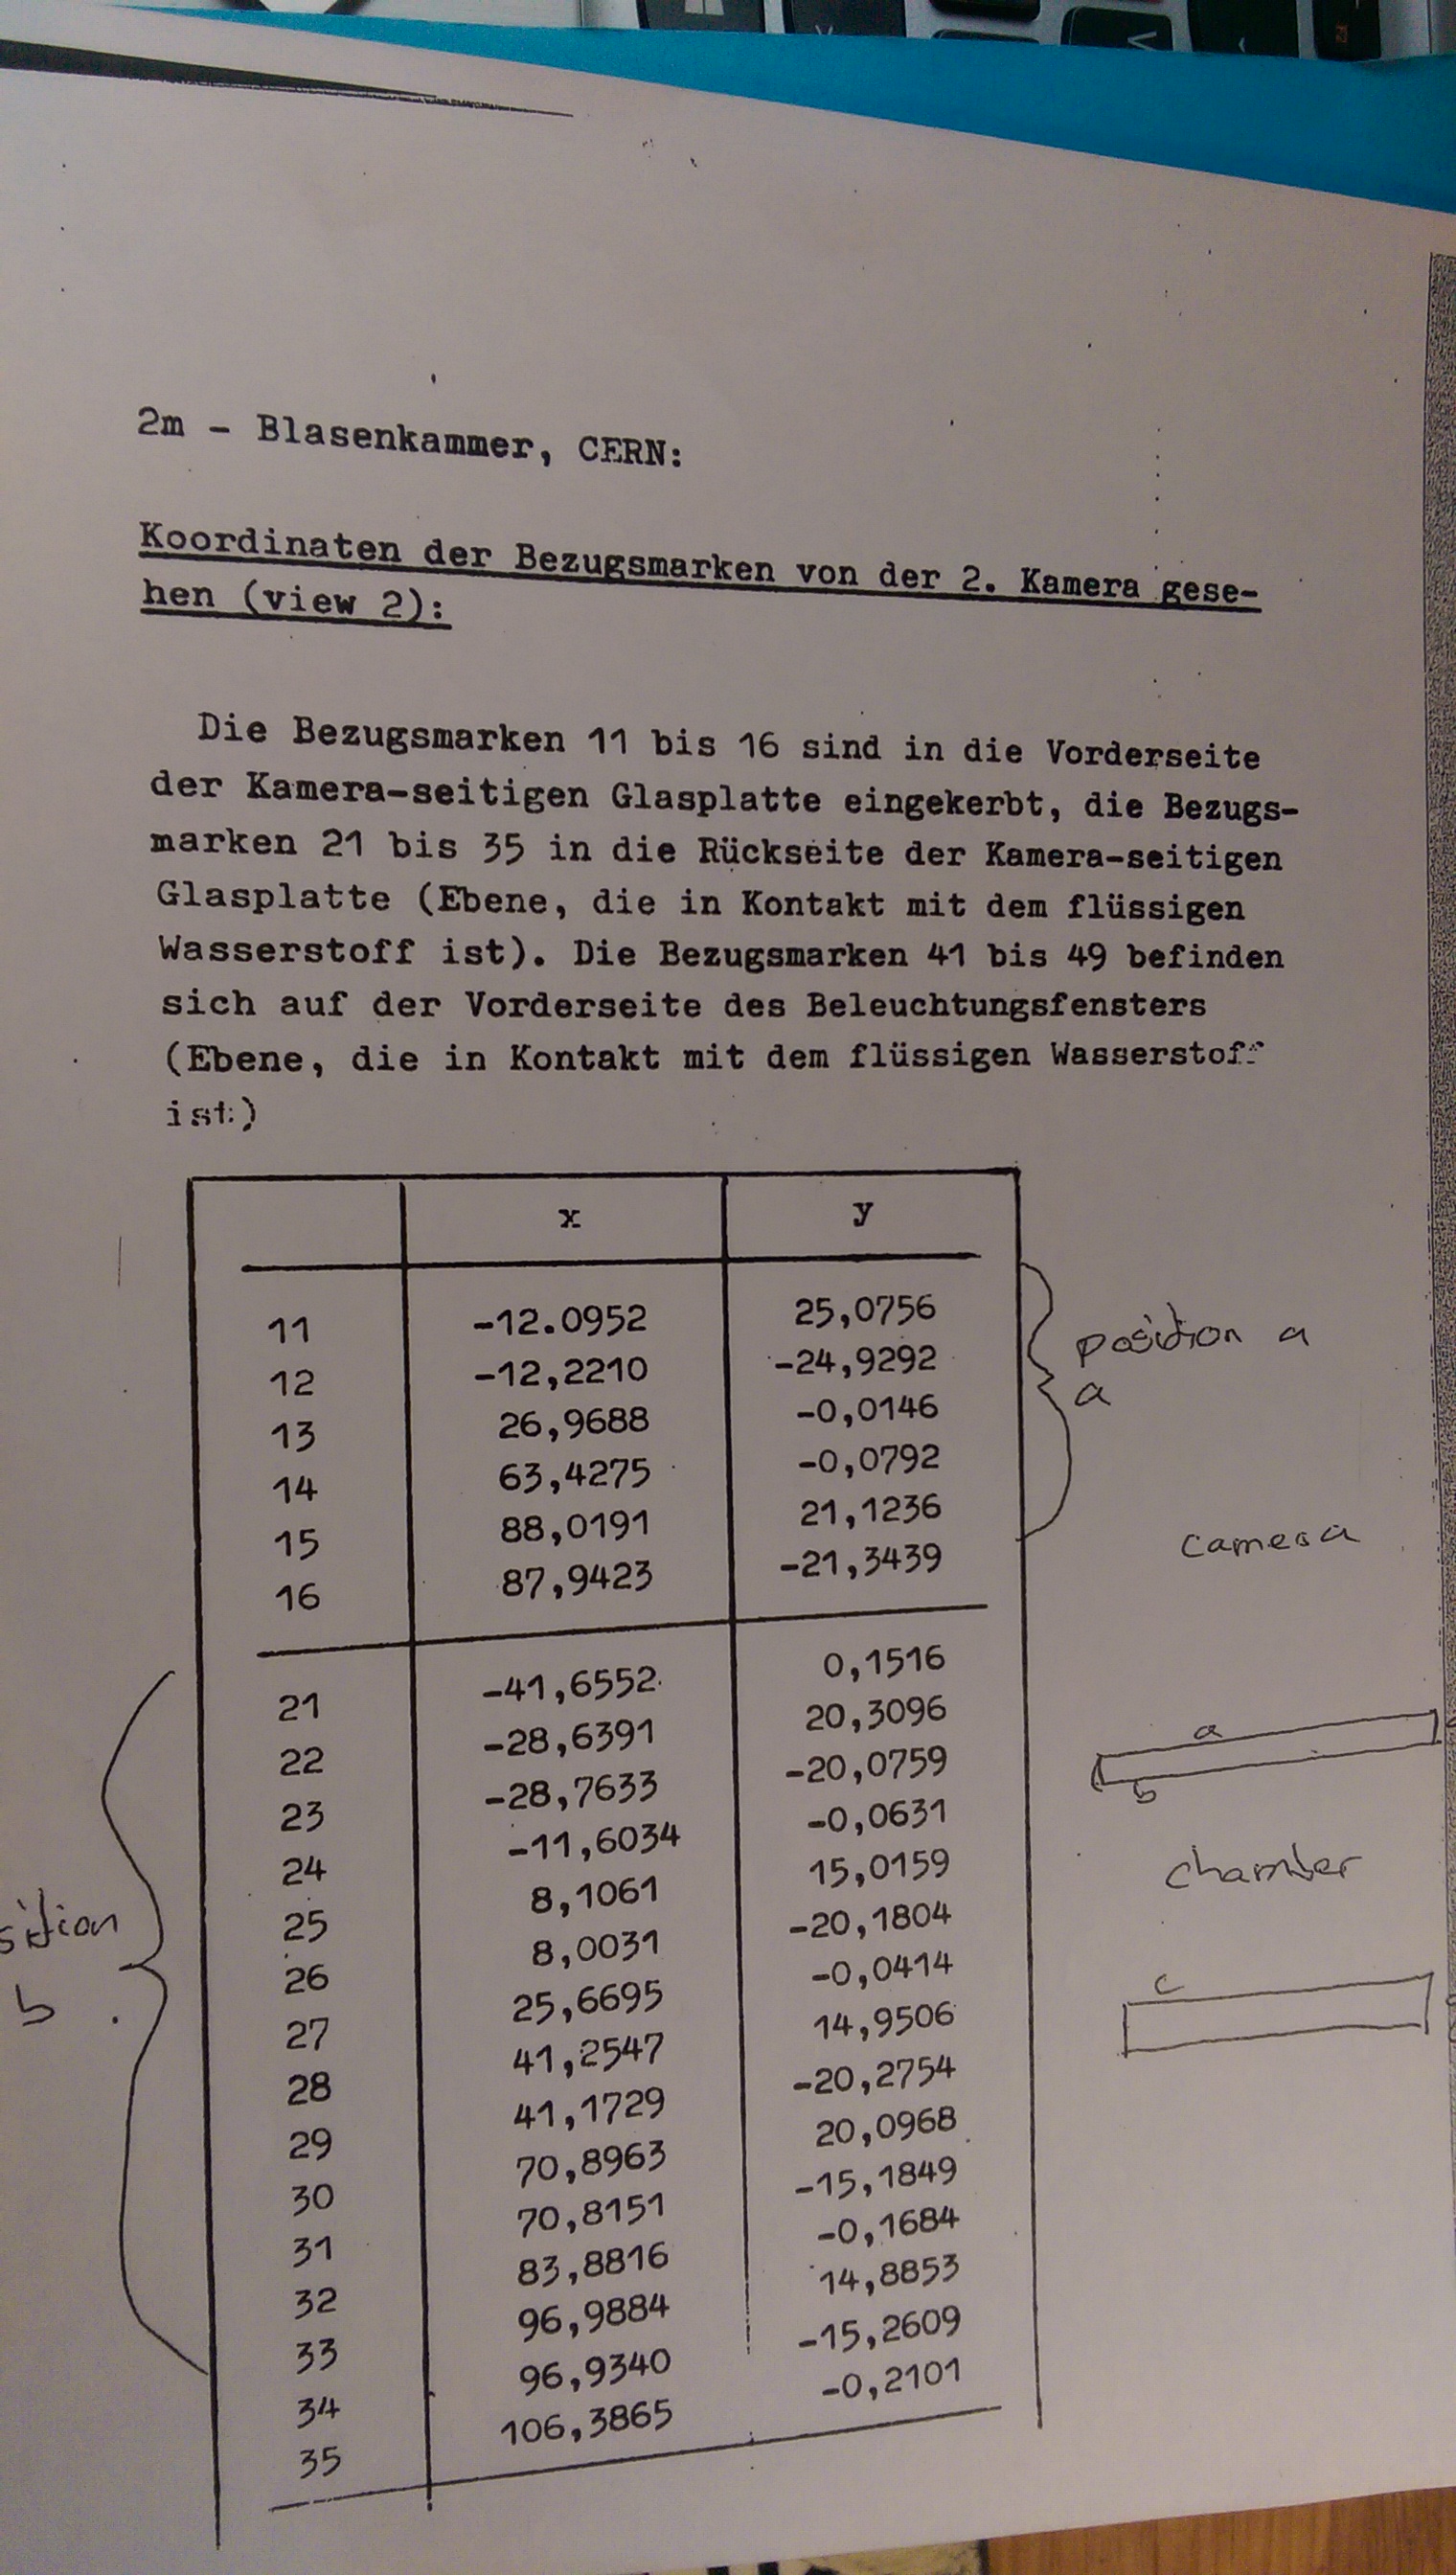 2m - Blasenkammer, CERN:
Koordinaten der Bezugsmarken von der 2. Kamera gese-
hen (view 2):
Die Bezugsmarken 11 bis 16 sind in die Vorderseite
der Kamera-seitigen Glasplatte eingekerbt, die Bezugs-
marken 21 bis 35 in die Rückseite der Kamera-seitigen
Glasplatte (Ebene, die in Kontakt mit dem flüssigen
Wasserstoff ist). Die Bezugsmarken 41 bis 49 befinden
sich auf der Vorderseite des Beleuchtungsfensters
(Ebene, die in Kontakt mit dem flüssigen Wasserstoff
ist)
x y
11 -12.0952 25,0756
12 -12,2210 -24,9292
13 26,9688 -0,0146
14 63,4275 -0,0792
15 88,0191 21,1236
16 87,9423 -21,3439
21 -41,6552 0,1516
22 -28,6391 20,3096
23 -28,7633 -20,0759
24 -11,6034 -0,0631
25 8,1061 15,0159
26 8,0031 -20,1804
27 25,6695 -0,0414
28 41,2547 14,9506
29 41,1729 -20,2754
30 70,8963 20,0968
31 70,8151 -15,1849
32 83,8816 -0,1684
33 96,9884 14,8853
34 96,9340 -15,2609
35 106,3865 -0,2101
position a
a
camera
a
b
chamber
c
sition
b